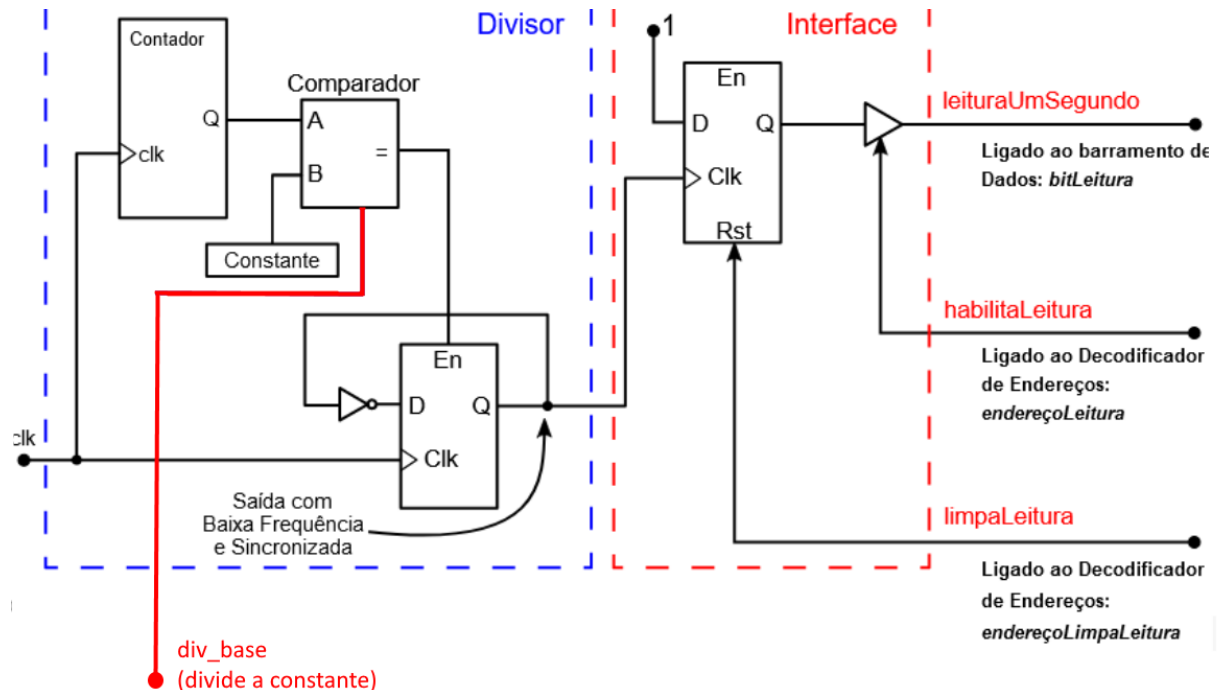 Divisor
Interface
Contador
Q
clk
Comparador
A
B
=
Constante
En
D
Q
Clk
clk
Saída com
Baixa Frequência
e Sincronizada
div_base
(divide a constante)
1
En
D
Q
Clk
Rst
leituraUmSegundo
Ligado ao barramento de
Dados: bitLeitura
habilitaLeitura
Ligado ao Decodificador
de Endereços:
endereçoLeitura
limpaLeitura
Ligado ao Decodificador
de Endereços:
endereçoLimpaLeitura